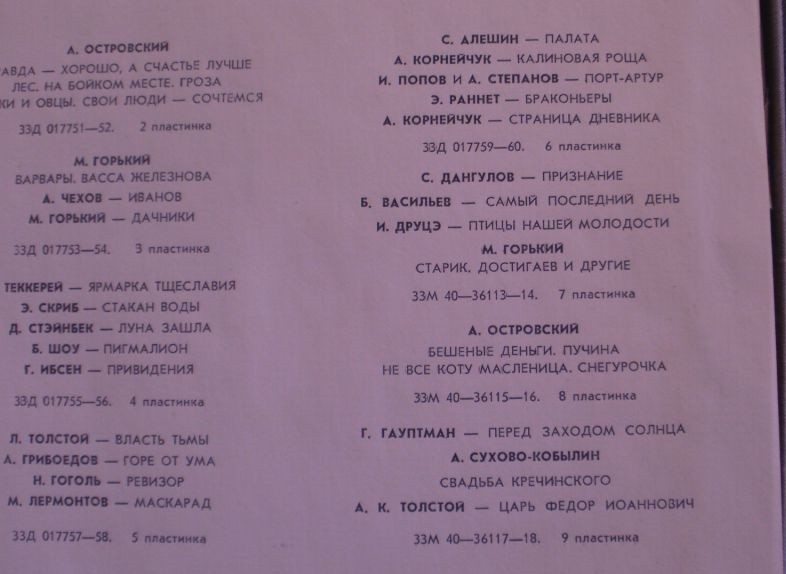 А. ОСТРОВСКИЙ
— ХОРОШО, А СЧАСТЬЕ ЛУЧШЕ
ЛЕС. НА БОЙКОМ МЕСТЕ. ГРОЗА
И ОВЦЫ. СВОИ ЛЮДИ — СОЧТЕМСЯ
33Д 017751—52. 2 пластинка
М. ГОРЬКИЙ
ВАРВАРЫ. ВАССА ЖЕЛЕЗНОВА
А. ЧЕХОВ — ИВАНОВ
М. ГОРЬКИЙ — ДАЧНИКИ
33Д 017753—54. 3 пластинка
ТЕККЕРЕЙ — ЯРМАРКА ТЩЕСЛАВИЯ
Э. СКРИБ — СТАКАН ВОДЫ
Д. СТЭЙНБЕК — ЛУНА ЗАШЛА
Б. ШОУ — ПИГМАЛИОН
Г. ИБСЕН — ПРИВИДЕНИЯ
33Д 017755—56. 4 пластинка
Л. ТОЛСТОЙ — ВЛАСТЬ ТЬМЫ
А. ГРИБОЕДОВ — ГОРЕ ОТ УМА
Н. ГОГОЛЬ — РЕВИЗОР
М. ЛЕРМОНТОВ — МАСКАРАД
33Д 017757—58. 5 пластинка
С. АЛЕШИН — ПАЛАТА
А. КОРНЕЙЧУК — КАЛИНОВАЯ РОЩА
И. ПОПОВ И А. СТЕПАНОВ — ПОРТ-АРТУР
Э. РАННЕТ — БРАКОНЬЕРЫ
А. КОРНЕЙЧУК — СТРАНИЦА ДНЕВНИКА
33Д 017759—60. 6 пластинка
С. ДАНГУЛОВ — ПРИЗНАНИЕ
Б. ВАСИЛЬЕВ — САМЫЙ ПОСЛЕДНИЙ ДЕНЬ
И. ДРУЦЭ — ПТИЦЫ НАШЕЙ МОЛОДОСТИ
М. ГОРЬКИЙ
СТАРИК. ДОСТИГАЕВ И ДРУГИЕ
33М 40—36113—14. 7 пластинка
А. ОСТРОВСКИЙ
БЕШЕНЫЕ ДЕНЬГИ. ПУЧИНА
НЕ ВСЕ КОТУ МАСЛЕНИЦА. СНЕГУРОЧКА
33М 40—36115—16. 8 пластинка
Г. ГАУПТМАН — ПЕРЕД ЗАХОДОМ СОЛНЦА
А. СУХОВО-КОБЫЛИН
СВАДЬБА КРЕЧИНСКОГО
А. К. ТОЛСТОЙ — ЦАРЬ ФЕДОР ИОАННОВИЧ
33М 40—36117—18. 9 пластинка